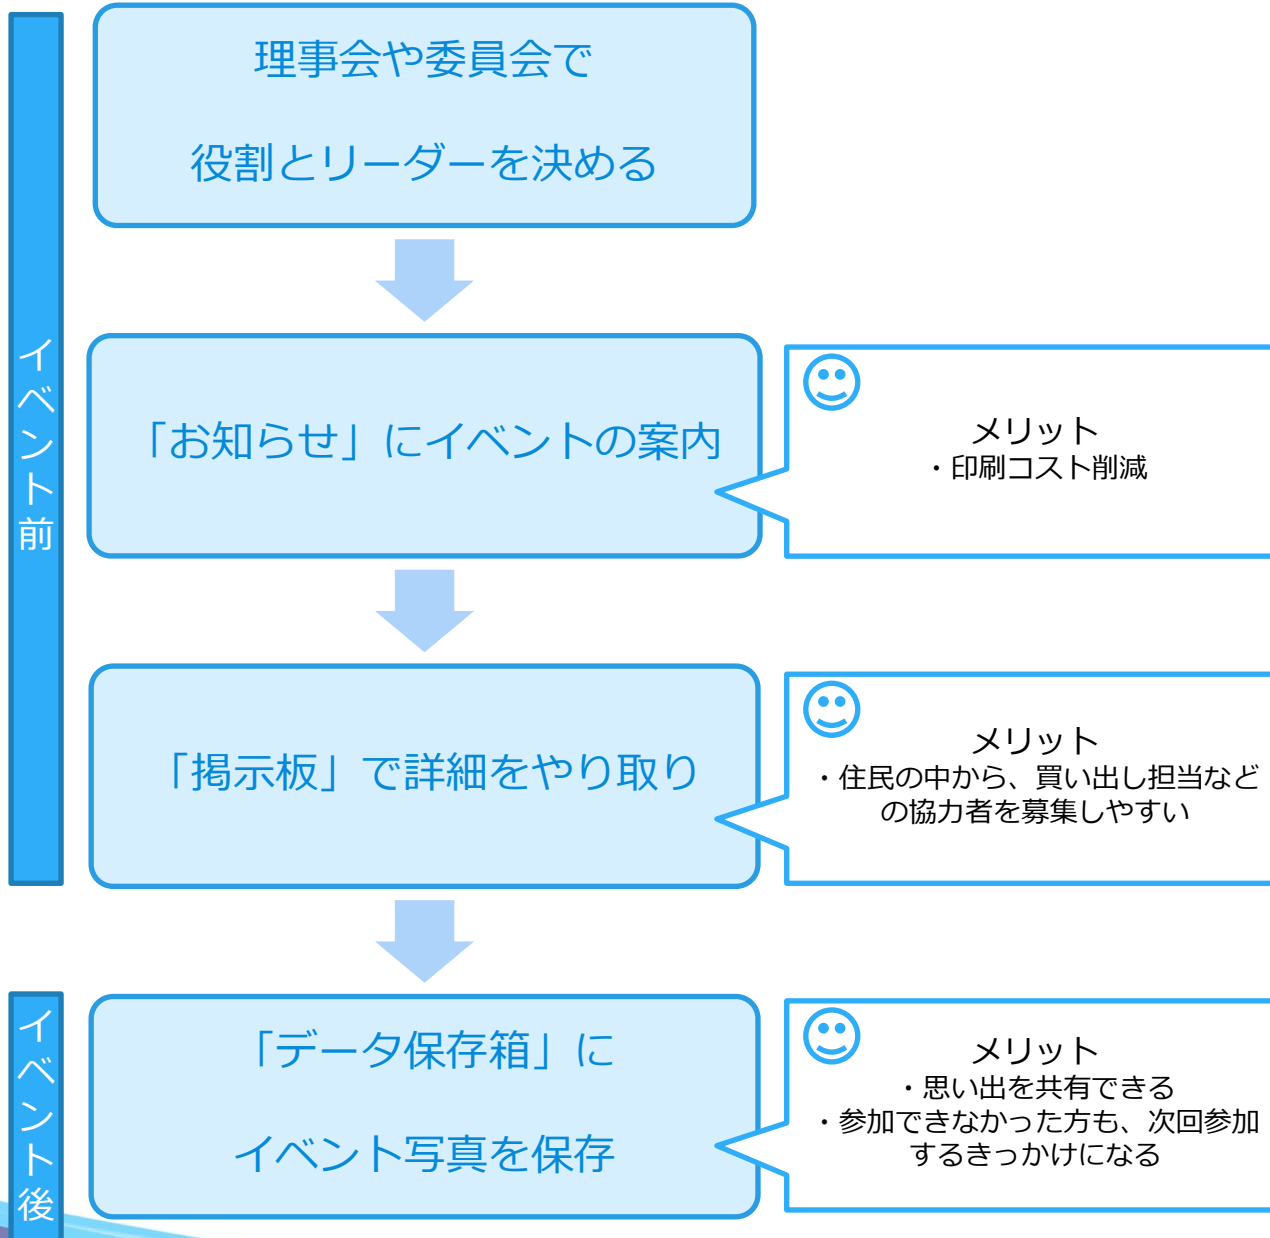 イベント前
理事会や委員会で
役割とリーダーを決める
「お知らせ」にイベントの案内
メリット
・印刷コスト削減
「掲示板」で詳細をやり取り
メリット
・住民の中から、買い出し担当など
の協力者を募集しやすい
イベント後
「データ保存箱」に
イベント写真を保存
メリット
・思い出を共有できる
・参加できなかった方も、次回参加
するきっかけになる